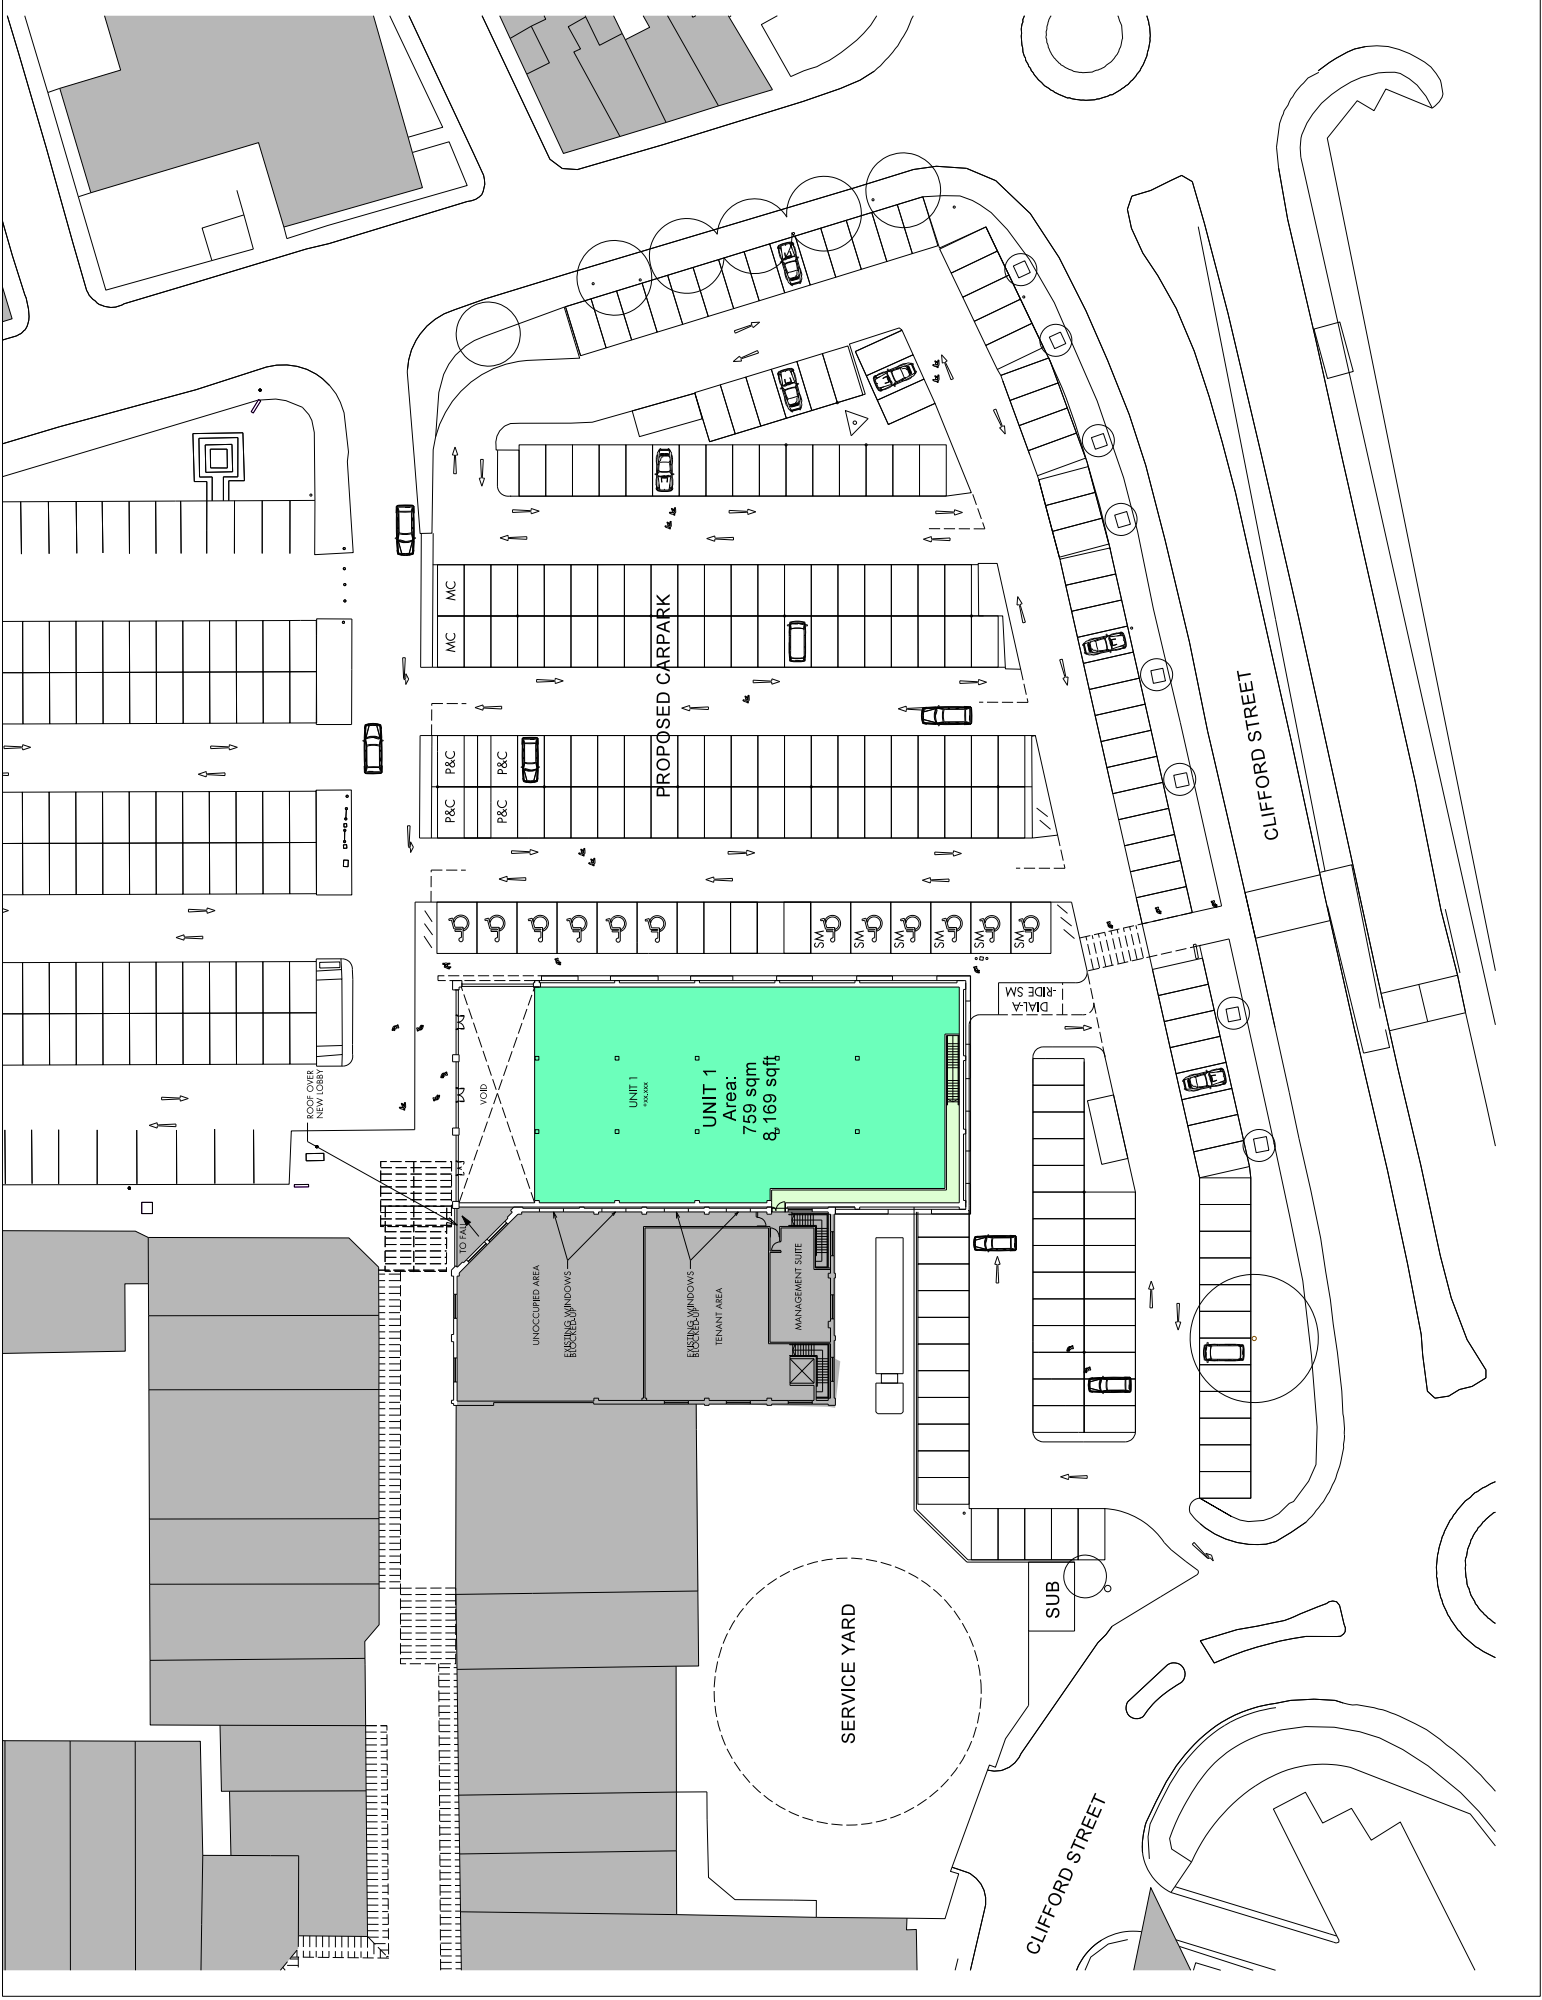 MC
MC
PROPOSED CARPARK
P&C
P&C
P&C
P&C
CLIFFORD STREET
SM
SM
SM
SM
SM
SM
DIAL-A
-RIDE SM
ROOF OVER
NEW LOBBY
VOID
UNIT 1
UNIT 1
Area:
759 sqm
8,169 sqft
TO FALL
UNOCCUPIED AREA
EXISTING WINDOWS
BLOCKED-UP
EXISTING WINDOWS
BLOCKED-UP
TENANT AREA
MANAGEMENT SUITE
SERVICE YARD
SUB
CLIFFORD STREET